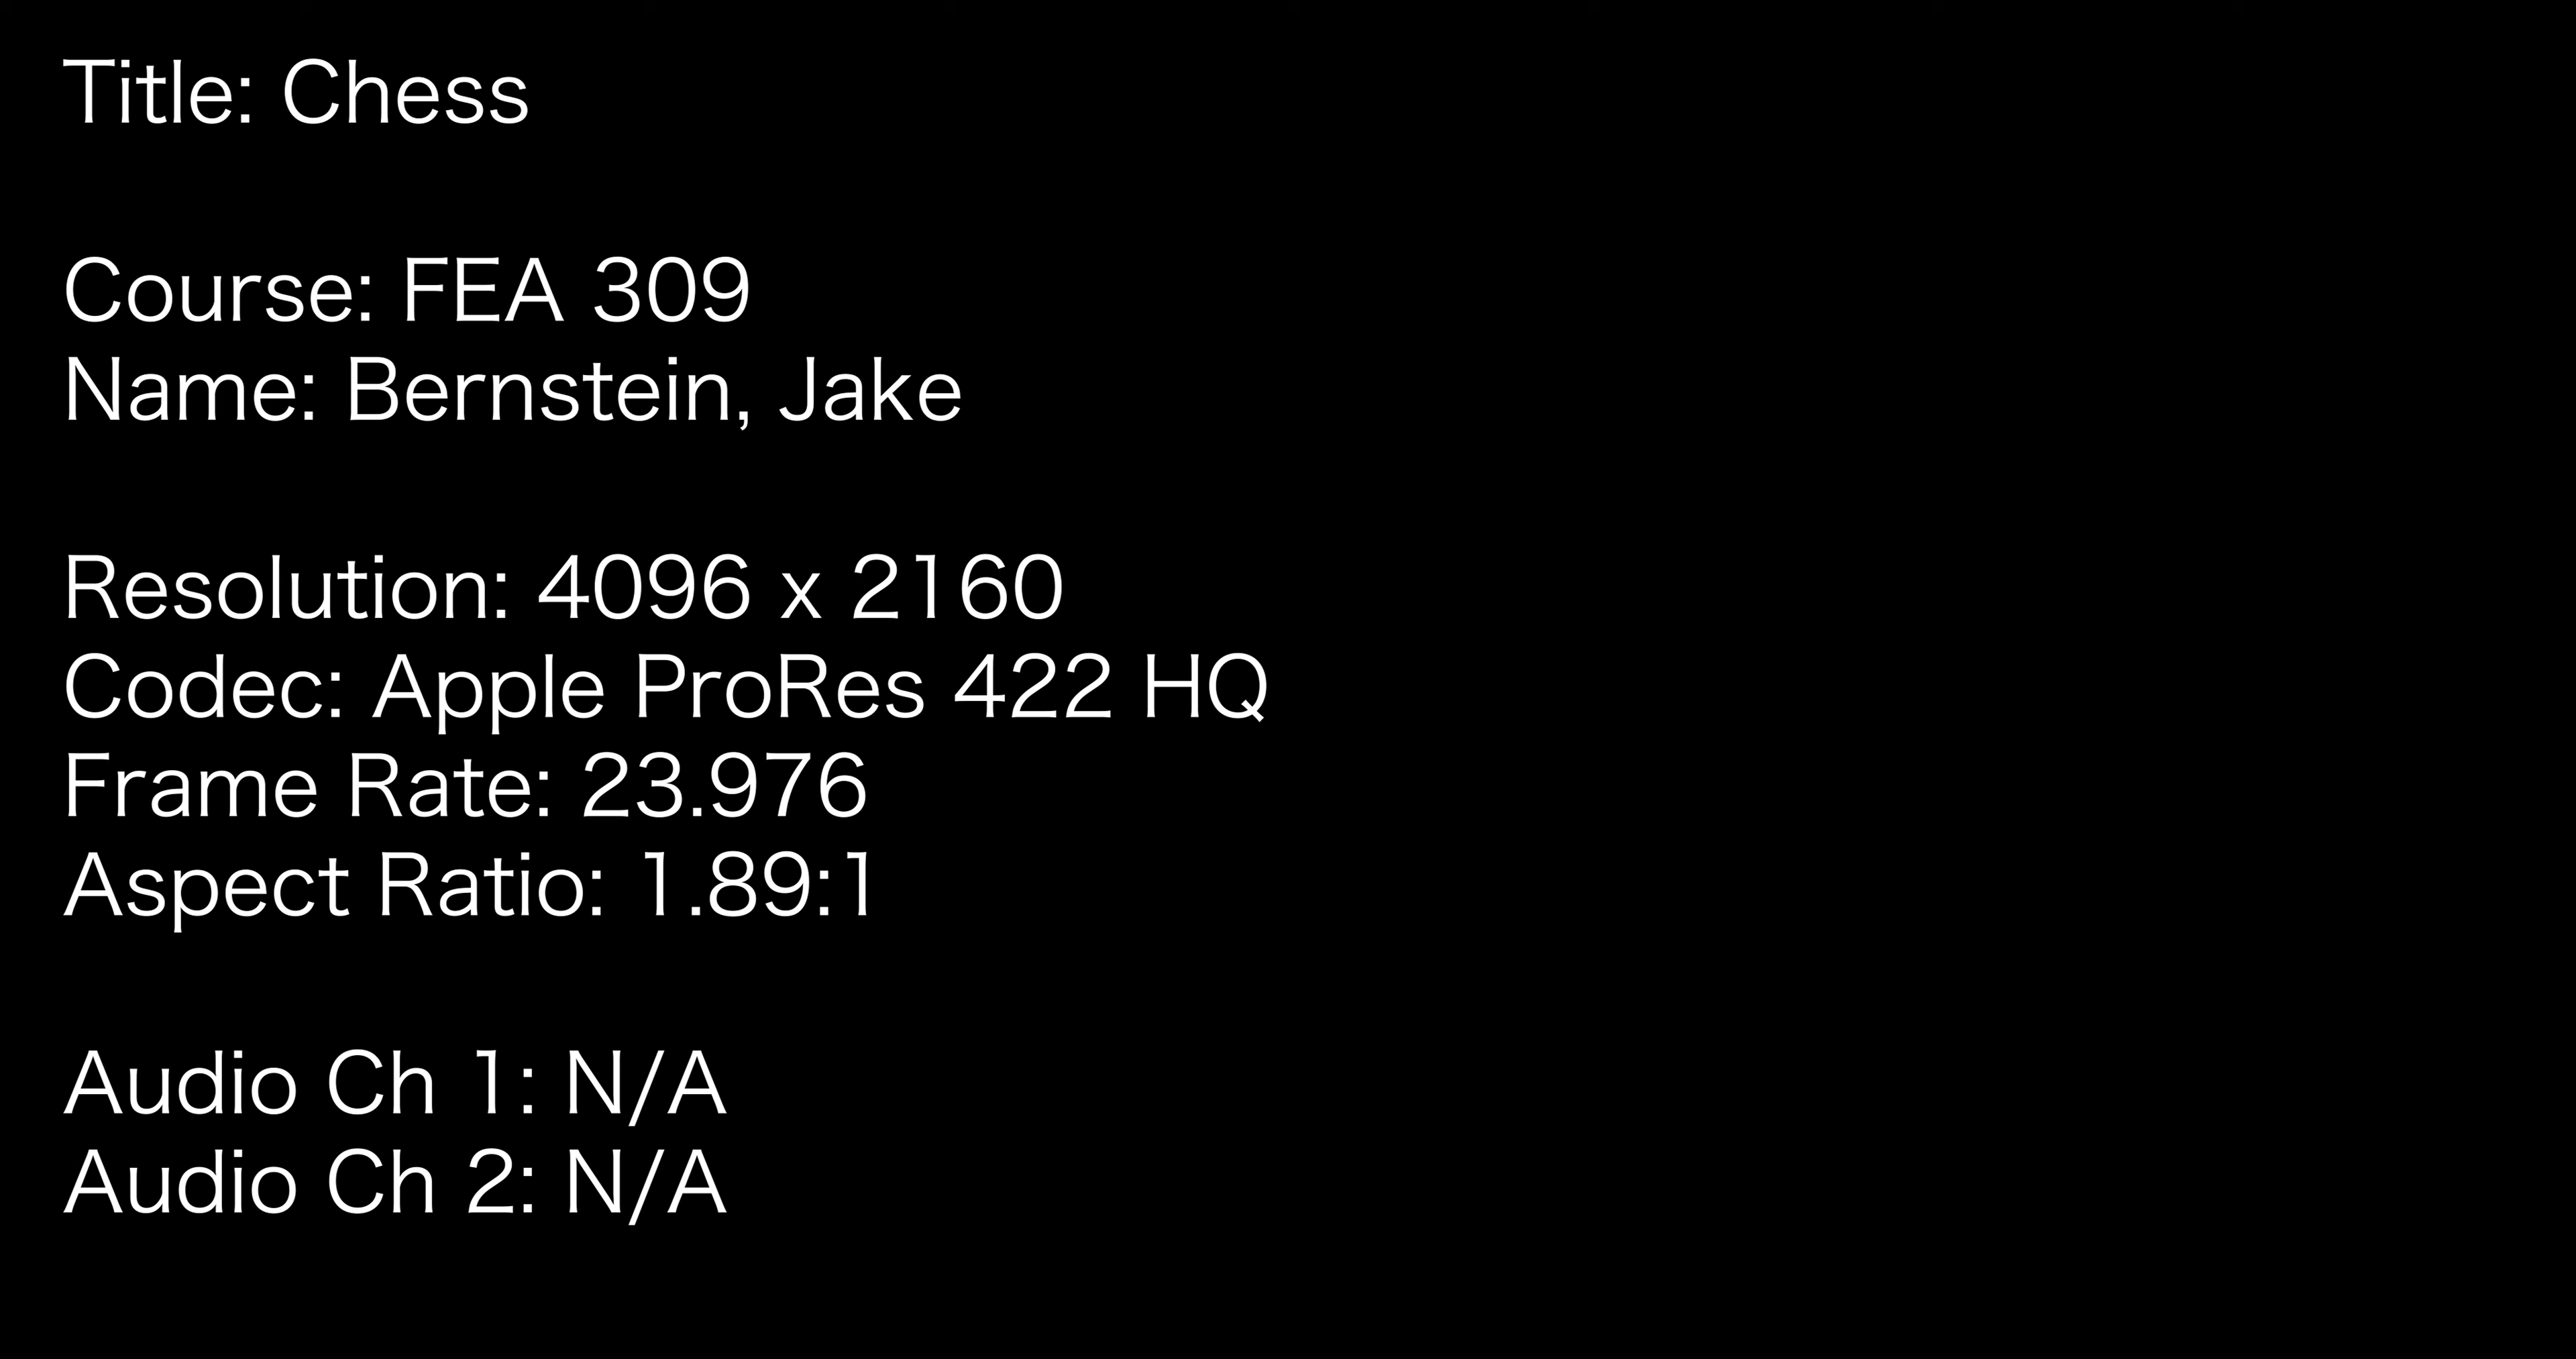 Title: Chess
Course: FEA 309
Name: Bernstein, Jake
Resolution: 4096 x 2160
Codec: Apple ProRes 422 HQ
Frame Rate: 23.976
Aspect Ratio: 1.89:1
Audio Ch 1: N/A
Audio Ch 2: N/A